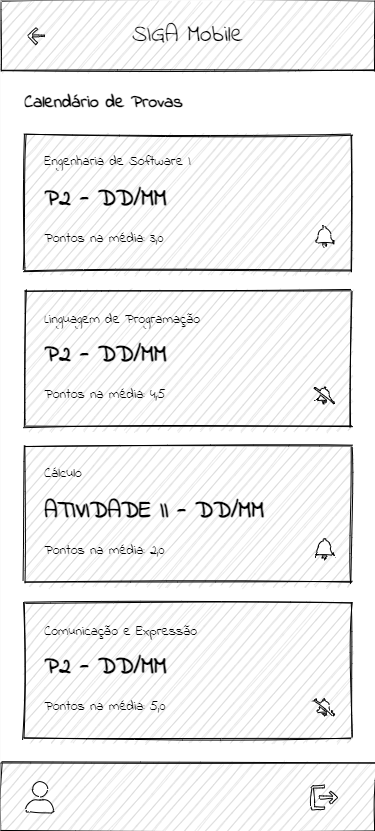 SIGA Mobile
Calendário de Provas
Engenharia de Software I
P2 - DD/MM
Pontos na média: 3,0
Linguagem de Programação
P2 - DD/MM
Pontos na média: 4,5
Cálculo
ATIVIDADE II - DD/MM
Pontos na média: 2,0
Comunicação e Expressão
P2 - DD/MM
Pontos na média: 5,0